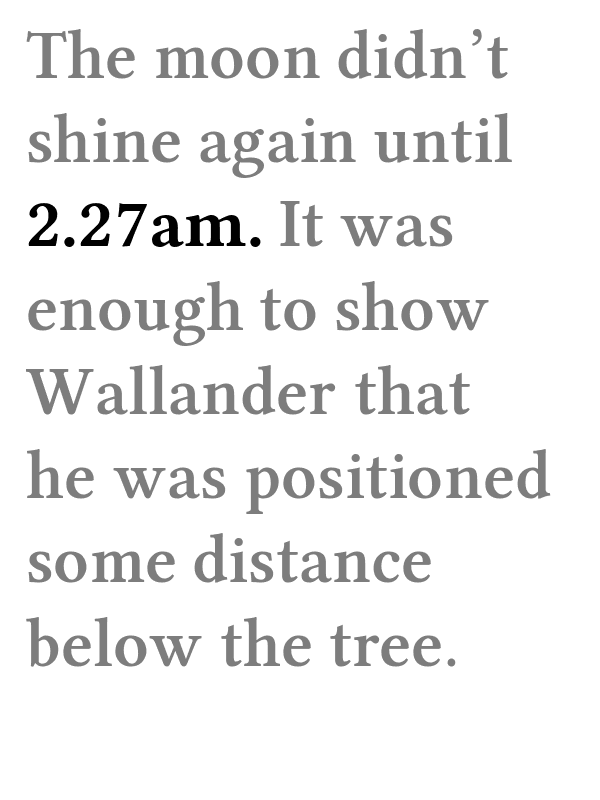 The moon didn’t
shine again until
2.27am. It was
enough to show
Wallander that
he was positioned
some distance
below the tree.